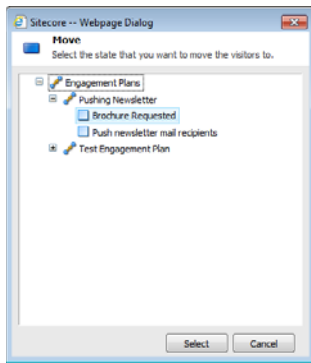 Sitecore -- Webpage Dialog
Move
Select the state that you want to move the visitors to.
Engagement Plans
Pushing Newsletter
Brochure Requested
Push newsletter mail recipients
Test Engagement Plan
Select Cancel